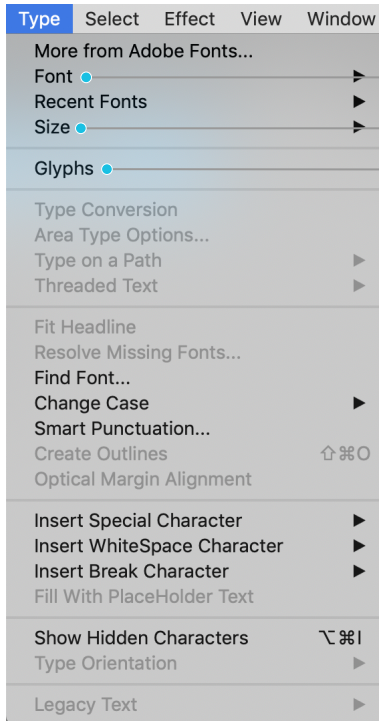 Type Select Effect View Window
More from Adobe Fonts...
Font
Recent Fonts
Size
Glyphs
Type Conversion
Area Type Options...
Type on a Path
Threaded Text
Fit Headline
Resolve Missing Fonts...
Find Font...
Change Case
Smart Punctuation...
Create Outlines ⇧⌘O
Optical Margin Alignment
Insert Special Character
Insert WhiteSpace Character
Insert Break Character
Fill With PlaceHolder Text
Show Hidden Characters ⌥⌘I
Type Orientation
Legacy Text